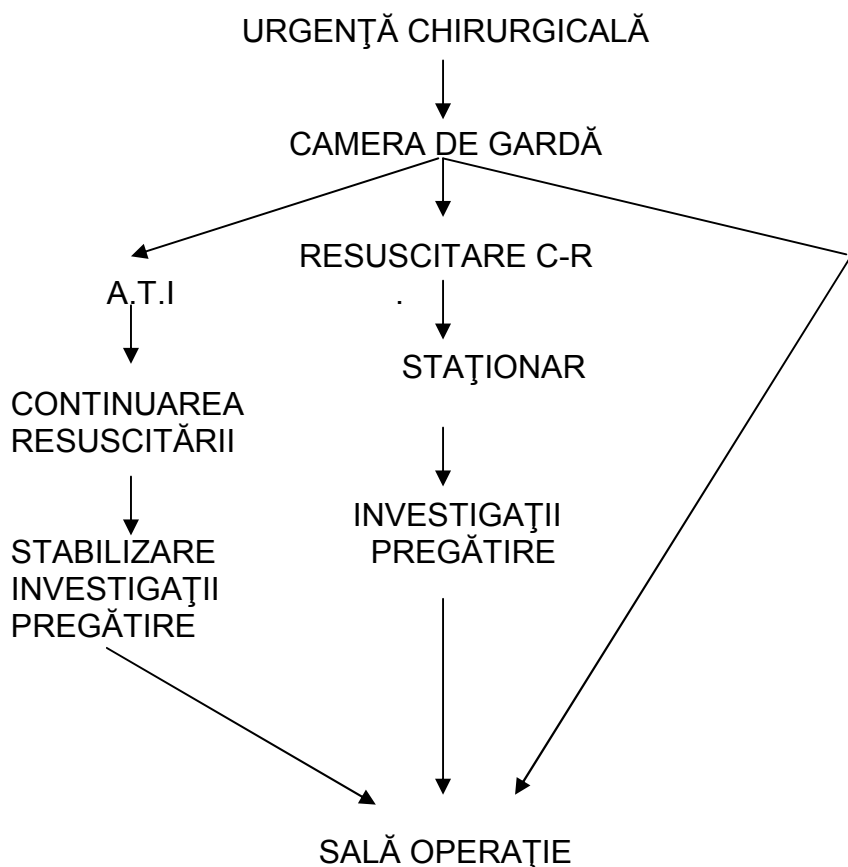 URGENŢĂ CHIRURGICALĂ
CAMERA DE GARDĂ
RESUSCITARE C-R
A.T.I
.
STAŢIONAR
CONTINUAREA
RESUSCITĂRII
INVESTIGAŢII
PREGĂTIRE
STABILIZARE
INVESTIGAŢII
PREGĂTIRE
SALĂ OPERAŢIE